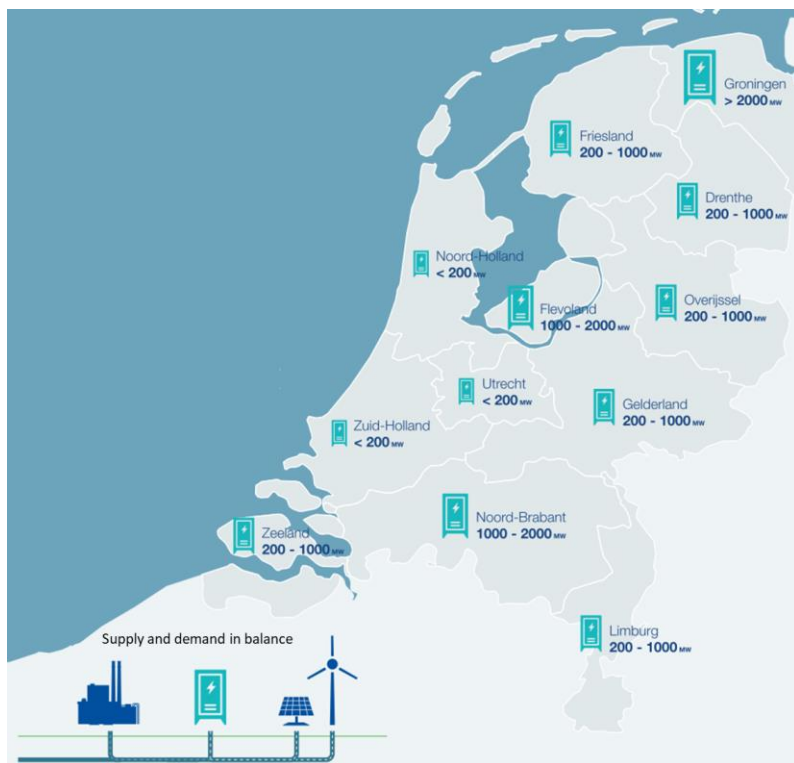 Groningen
> 2000 MW
Friesland
200 - 1000 MW
Drenthe
200 - 1000 MW
Noord-Holland
< 200 MW
Flevoland
1000 - 2000 MW
Overijssel
200 - 1000 MW
Utrecht
< 200 MW
Gelderland
200 - 1000 MW
Zuid-Holland
< 200 MW
Noord-Brabant
1000 - 2000 MW
Zeeland
200 - 1000 MW
Limburg
200 - 1000 MW
Supply and demand in balance